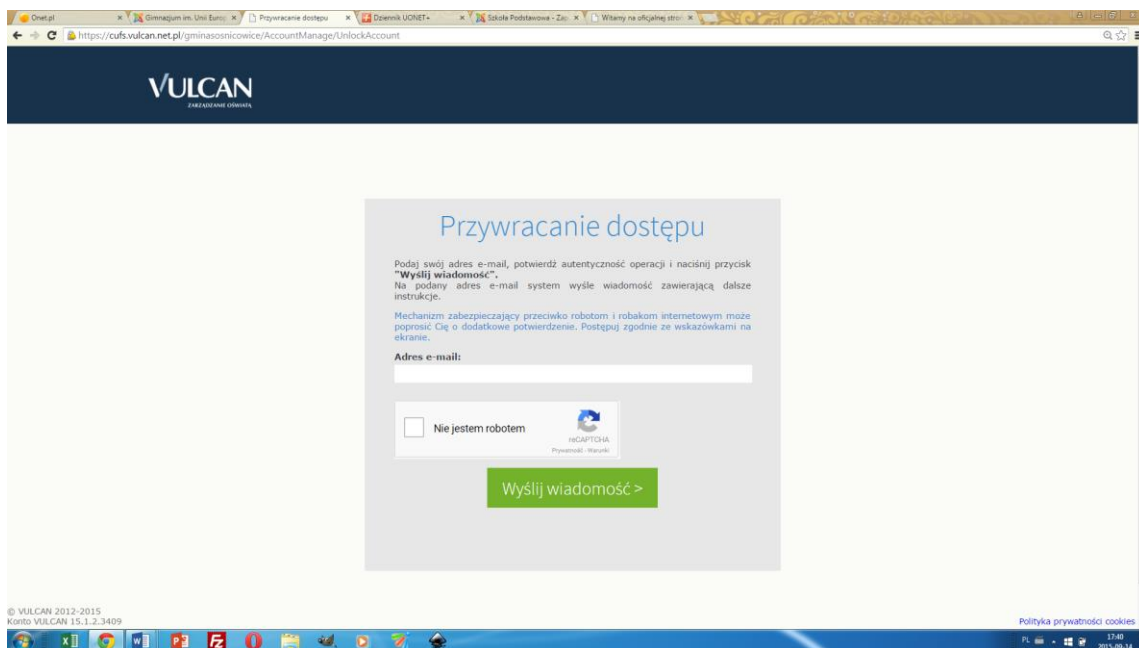 Onet.pl
Gimnazjum im. Unii Europ
Przywracanie dostępu
Dziennik UONET+
Szkoła Podstawowa - Zap
Witamy na oficjalnej stron
https://cufs.vulcan.net.pl/gminasosnicowice/AccountManage/UnlockAccount
VULCAN
ZARZĄDZANIE OŚWIATĄ
Przywracanie dostępu
Podaj swój adres e-mail, potwierdź autentyczność operacji i naciśnij przycisk
"Wyślij wiadomość".
Na podany adres e-mail system wyśle wiadomość zawierającą dalsze
instrukcje.
Mechanizm zabezpieczający przeciwko robotom i robakom internetowym może
poprosić Cię o dodatkowe potwierdzenie. Postępuj zgodnie ze wskazówkami na
ekranie.
Adres e-mail:
Nie jestem robotem
reCAPTCHA
Prywatność - Warunki
Wyślij wiadomość >
© VULCAN 2012-2015
Konto VULCAN 15.1.2.3409
Polityka prywatności cookies
PL
17:40
2015-09-14